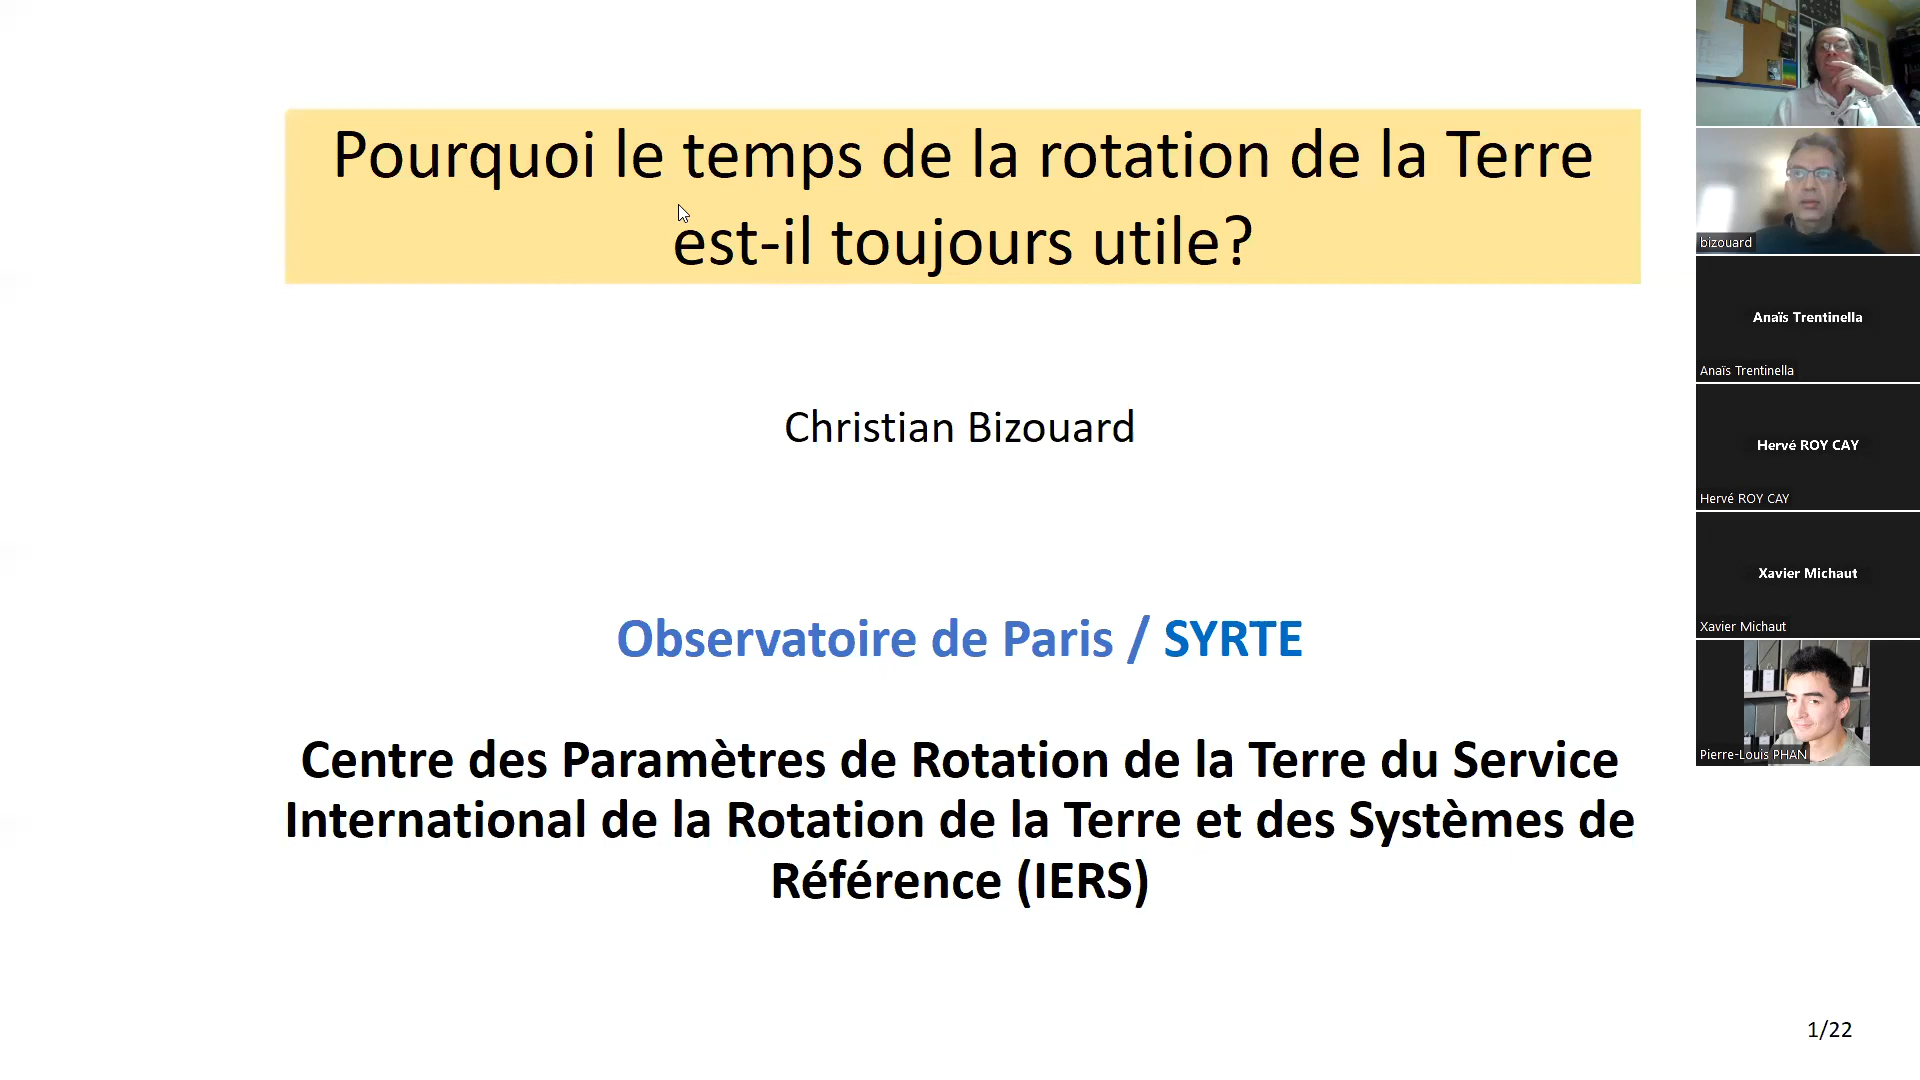 Pourquoi le temps de la rotation de la Terre
est-il toujours utile?
Christian Bizouard
Observatoire de Paris / SYRTE
Centre des Paramètres de Rotation de la Terre du Service
International de la Rotation de la Terre et des Systèmes de
Référence (IERS)
1/22
bizouard
Anaïs Trentinella
Anaïs Trentinella
Hervé ROY CAY
Hervé ROY CAY
Xavier Michaut
Xavier Michaut
Pierre-Louis PHAN